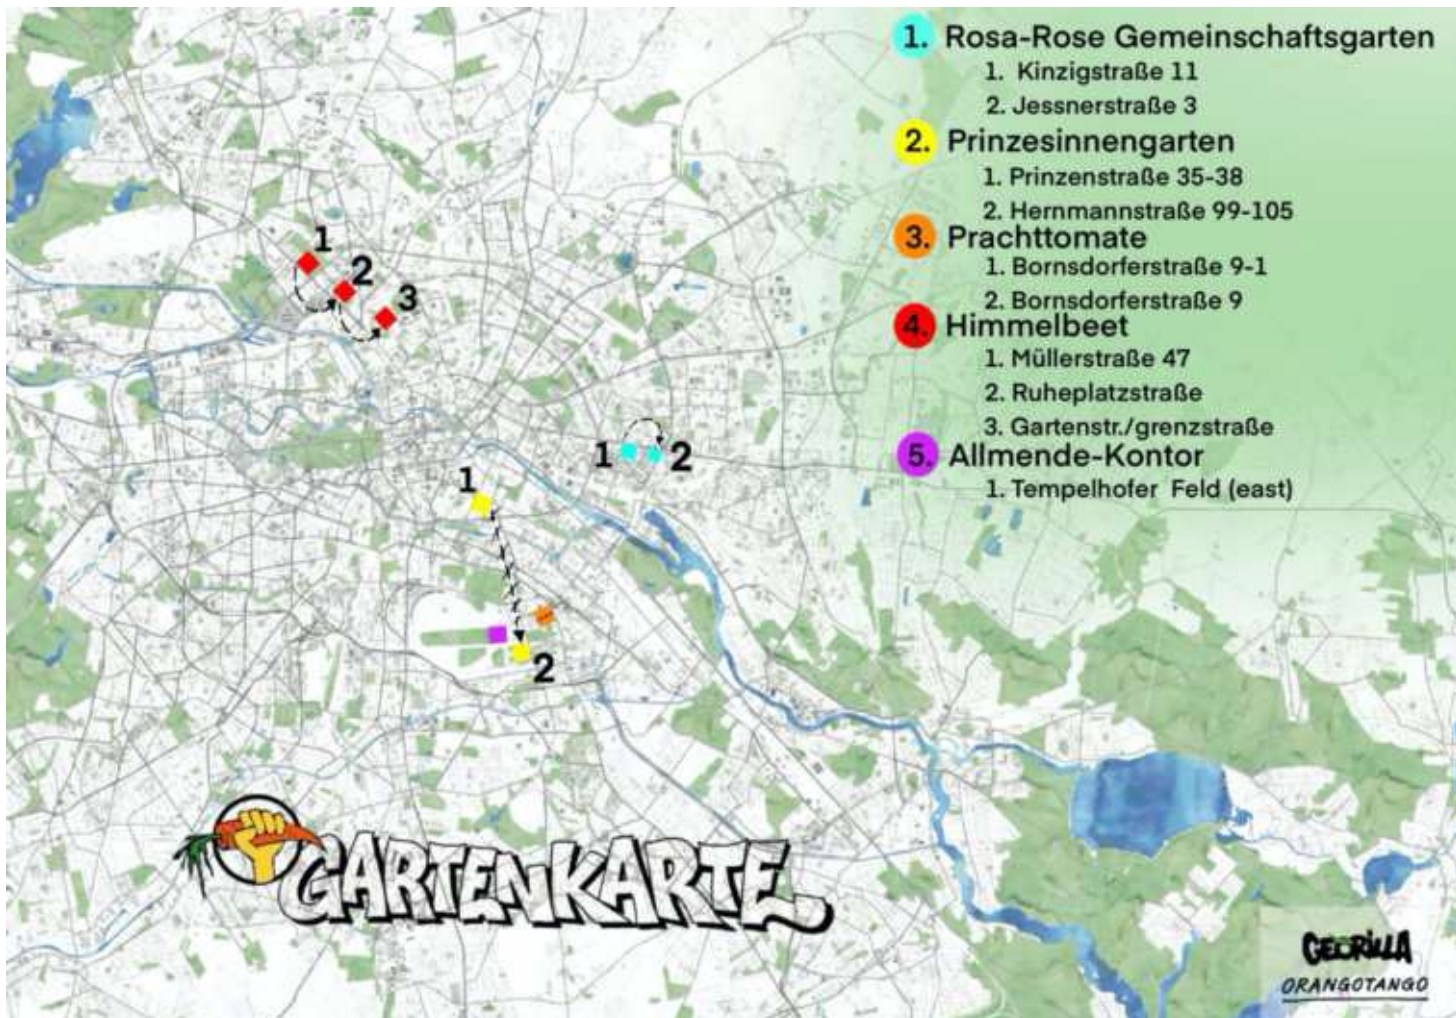 1. Rosa-Rose Gemeinschaftsgarten
1. Kinzigstraße 11
2. Jessnerstraße 3
2. Prinzesinnengarten
1. Prinzenstraße 35-38
2. Hernmannstraße 99-105
3. Prachttomate
1. Bornsdorferstraße 9-1
2. Bornsdorferstraße 9
4. Himmelbeet
1. Müllerstraße 47
2. Ruheplatzstraße
3. Gartenstr./grenzstraße
5. Allmende-Kontor
1. Tempelhofer Feld (east)
1
2
3
1
2
1
2
GARTENKARTE
GEORILLA
ORANGOTANGO